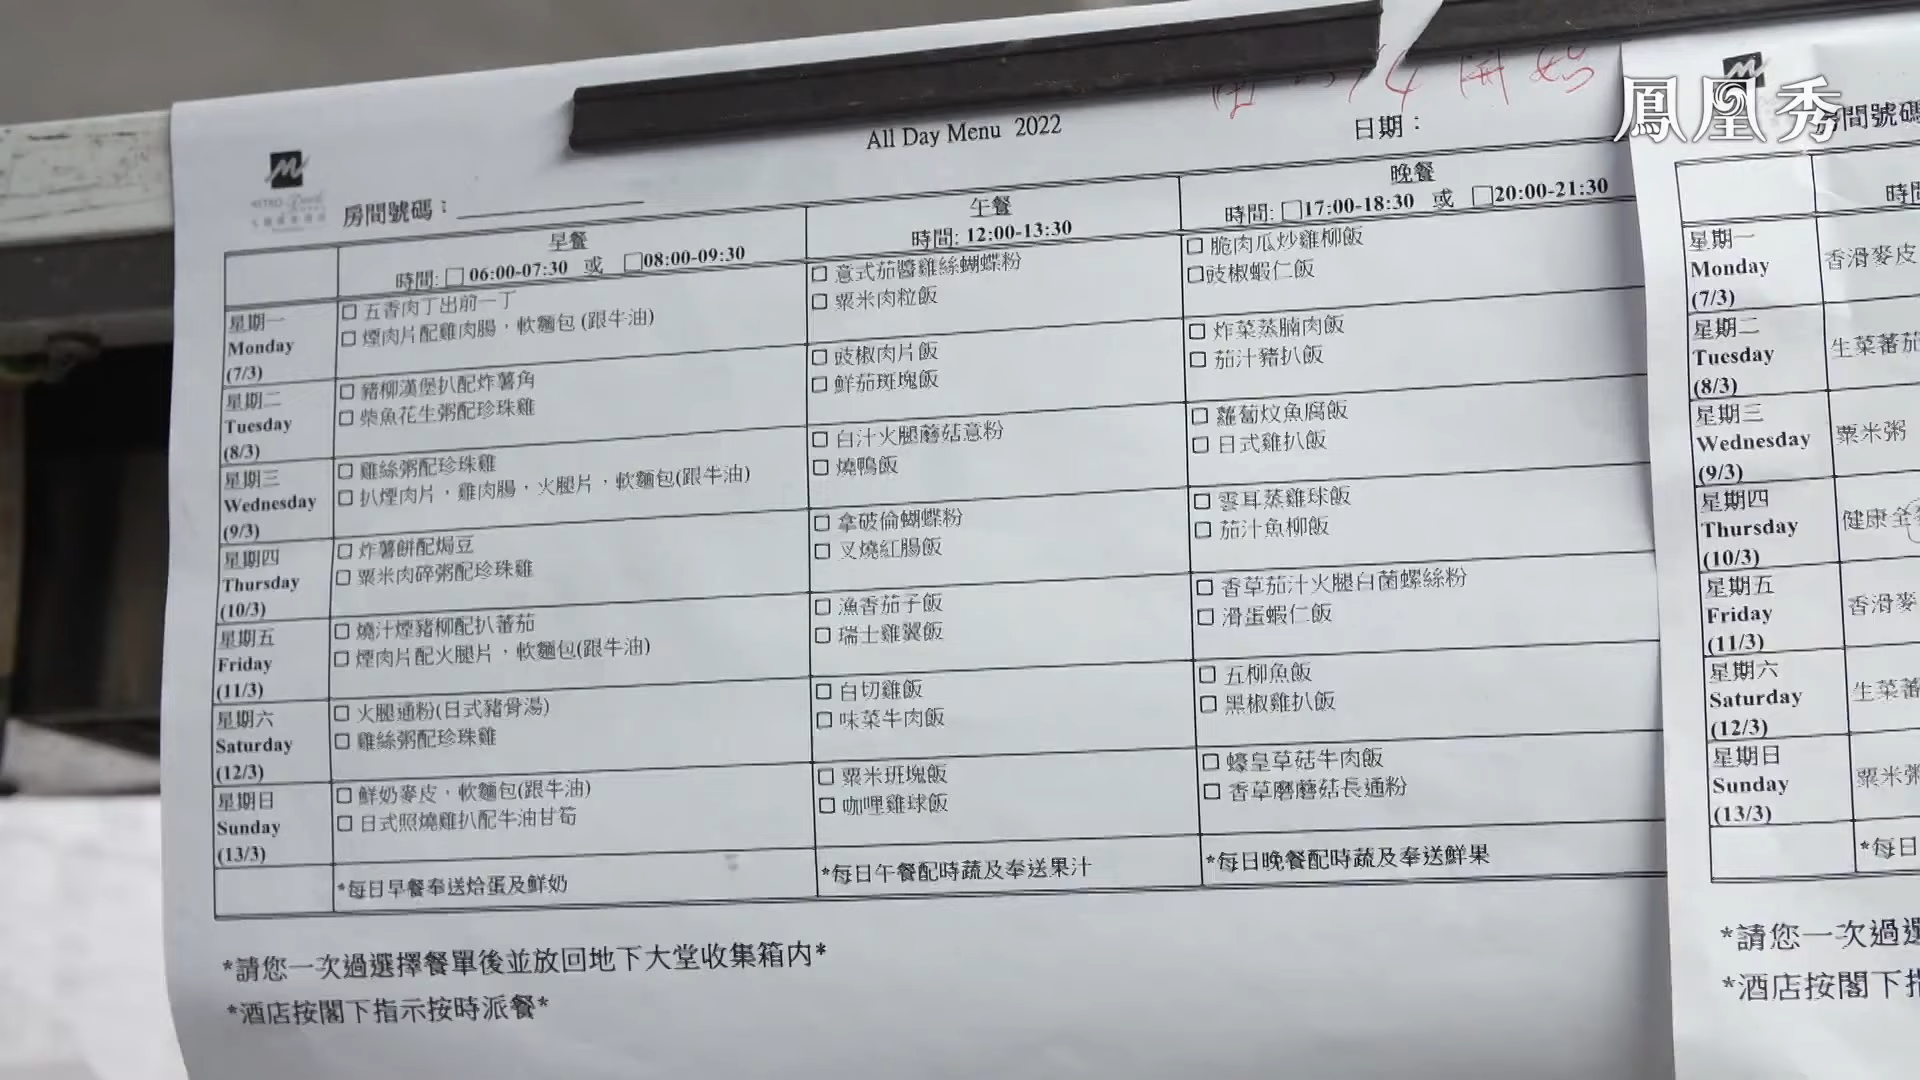 鳳凰秀
14 開始
All Day Menu 2022
日期：
房間號碼：
早餐
時間: □ 06:00-07:30 或 □08:00-09:30
午餐
時間: 12:00-13:30
晚餐
時間: □17:00-18:30 或 □20:00-21:30
星期一
Monday
(7/3)
□ 五香肉丁出前一丁
□ 煙肉片配雞肉腸，軟麵包 (跟牛油)
□ 意式茄醬雞絲蝴蝶粉
□ 粟米肉粒飯
□ 脆肉瓜炒雞柳飯
□豉椒蝦仁飯
星期二
Tuesday
(8/3)
□ 豬柳漢堡扒配炸薯角
□ 柴魚花生粥配珍珠雞
□ 豉椒肉片飯
□ 鮮茄斑塊飯
□ 炸菜蒸腩肉飯
□ 茄汁豬扒飯
星期三
Wednesday
(9/3)
□ 雞絲粥配珍珠雞
□ 扒煙肉片，雞肉腸，火腿片，軟麵包(跟牛油)
□ 白汁火腿蘑菇意粉
□ 燒鴨飯
□ 蘿蔔炆魚腐飯
□ 日式雞扒飯
星期四
Thursday
(10/3)
□ 炸薯餅配焗豆
□ 粟米肉碎粥配珍珠雞
□ 拿破倫蝴蝶粉
□ 叉燒紅腸飯
□ 雲耳蒸雞球飯
□ 茄汁魚柳飯
星期五
Friday
(11/3)
□ 燒汁煙豬柳配扒蕃茄
□ 煙肉片配火腿片，軟麵包(跟牛油)
□ 漁香茄子飯
□ 瑞士雞翼飯
□ 香草茄汁火腿白菌螺絲粉
□ 滑蛋蝦仁飯
星期六
Saturday
(12/3)
□ 火腿通粉(日式豬骨湯)
□ 雞絲粥配珍珠雞
□ 白切雞飯
□ 味菜牛肉飯
□ 五柳魚飯
□ 黑椒雞扒飯
星期日
Sunday
(13/3)
□ 鮮奶麥皮，軟麵包(跟牛油)
□ 日式照燒雞扒配牛油甘筍
□ 粟米班塊飯
□ 咖哩雞球飯
□ 蠔皇草菇牛肉飯
□ 香草磨蘑菇長通粉
*每日早餐奉送烚蛋及鮮奶
*每日午餐配時蔬及奉送果汁
*每日晚餐配時蔬及奉送鮮果
*請您一次過選擇餐單後並放回地下大堂收集箱内*
*酒店按閣下指示按時派餐*
房間號碼
時間
星期一
Monday
(7/3)
香滑麥皮
星期二
Tuesday
(8/3)
生菜蕃茄
星期三
Wednesday
(9/3)
粟米粥
星期四
Thursday
(10/3)
健康全
星期五
Friday
(11/3)
香滑麥
星期六
Saturday
(12/3)
生菜蕃
星期日
Sunday
(13/3)
粟米粥
*每日
*請您一次過選
*酒店按閣下指